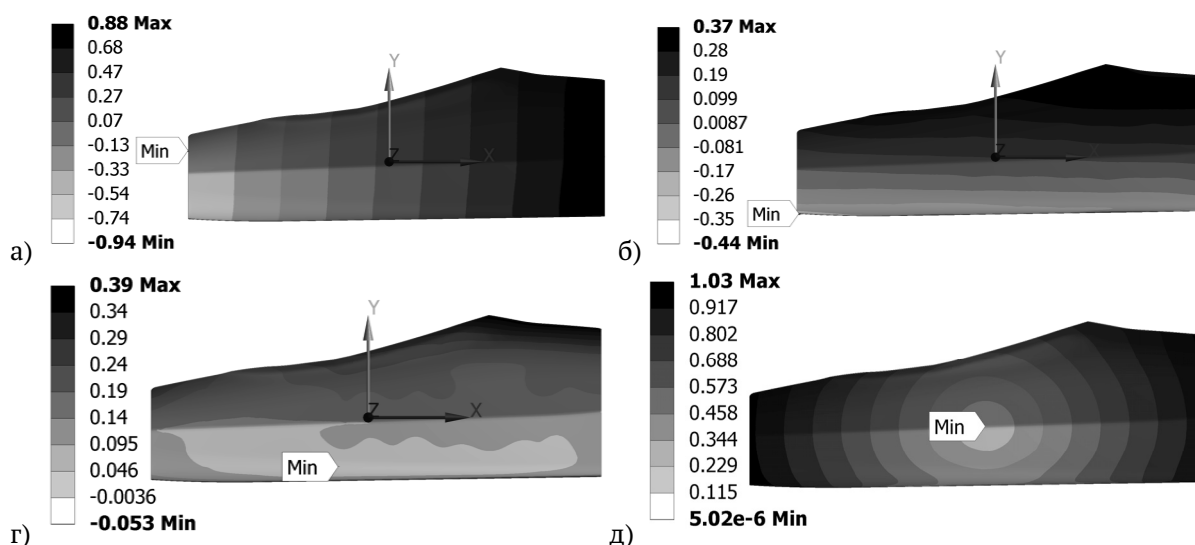 0.88 Max
0.68
0.47
0.27
0.07
-0.13
-0.33
-0.54
-0.74
-0.94 Min
Min
Y
Z
X
а)
0.37 Max
0.28
0.19
0.099
0.0087
-0.081
-0.17
-0.26
-0.35
-0.44 Min
Min
Y
Z
X
б)
0.39 Max
0.34
0.29
0.24
0.19
0.14
0.095
0.046
-0.0036
-0.053 Min
Min
Y
Z
X
г)
1.03 Max
0.917
0.802
0.688
0.573
0.458
0.344
0.229
0.115
5.02e-6 Min
Min
д)